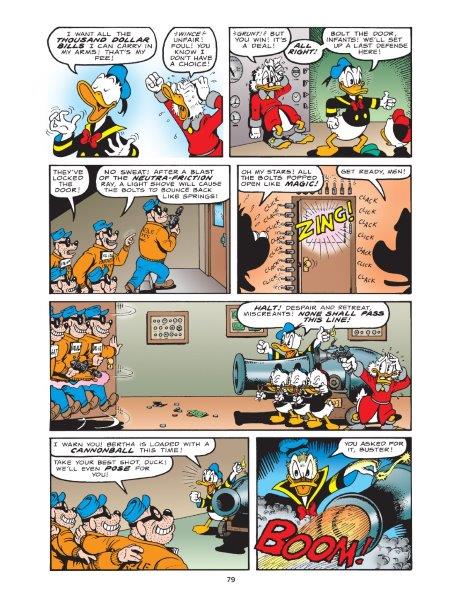 I WANT ALL THE
THOUSAND DOLLAR
BILLS I CAN CARRY IN
MY ARMS! THAT'S MY
FEE!
*WINCE*
UNFAIR!
FOUL! YOU KNOW I
DON'T HAVE
A CHOICE!
*GRUNT!* BUT
YOU WIN! IT'S
A DEAL!
ALL
RIGHT!
BOLT THE DOOR,
INFANTS! WE'LL SET
UP A LAST DEFENSE
HERE!
THEY'VE
LOCKED
THE
DOOR!
NO SWEAT! AFTER A BLAST
OF THE NEUTRA-FRICTION
RAY, A LIGHT SHOVE WILL CAUSE
THE BOLTS TO BOUNCE BACK
LIKE SPRINGS!
OH MY STARS! ALL
THE BOLTS POPPED
OPEN LIKE MAGIC!
GET READY, MEN!
ZING!
CLICK
CLACK
CLICK
CLACK
CLICK
CLACK
CLICK
CLACK
HALT! DESPAIR AND RETREAT,
MISCREANTS! NONE SHALL PASS
THIS LINE!
I WARN YOU! BERTHA IS LOADED WITH A
CANNONBALL THIS TIME!
TAKE YOUR BEST SHOT, DUCK!
WE'LL EVEN POSE FOR
YOU!
YOU ASKED FOR
IT, BUSTER!
BOOM!
79